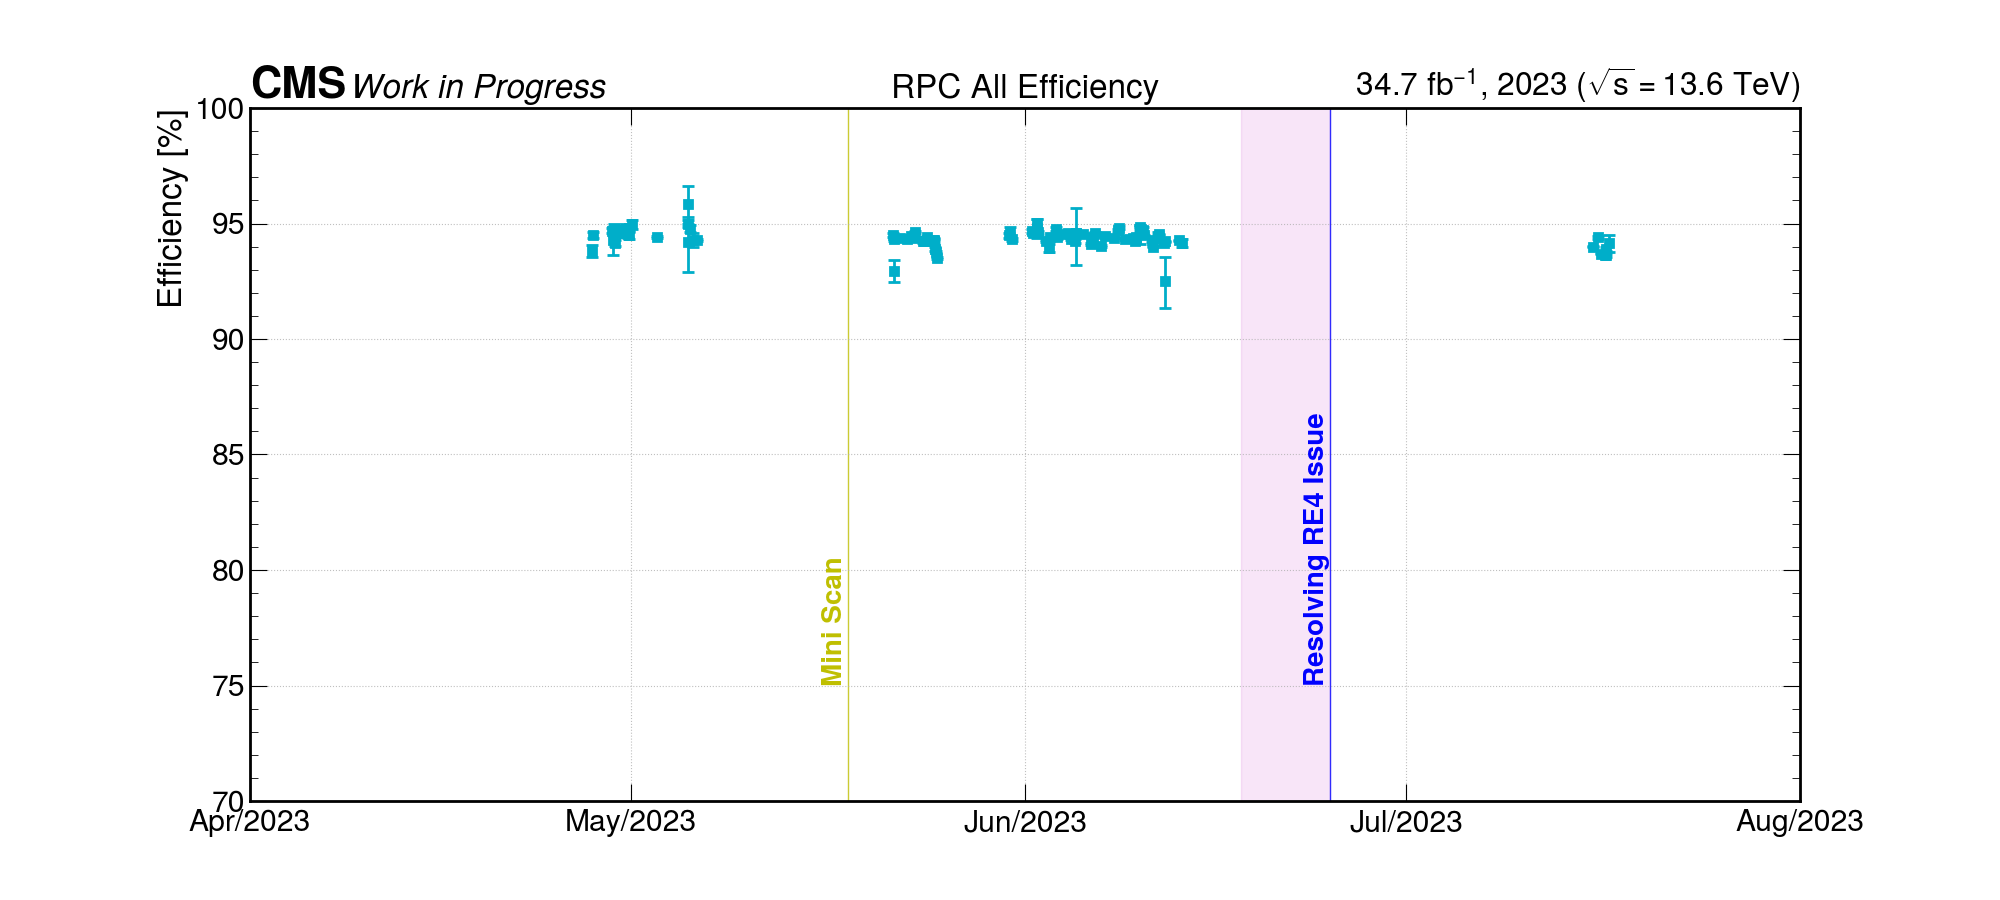 CMS Work in Progress
RPC All Efficiency
34.7 fb⁻¹, 2023 (√s = 13.6 TeV)
Efficiency [%]
100
95
90
85
80
75
70
Mini Scan
Resolving RE4 Issue
Apr/2023
May/2023
Jun/2023
Jul/2023
Aug/2023